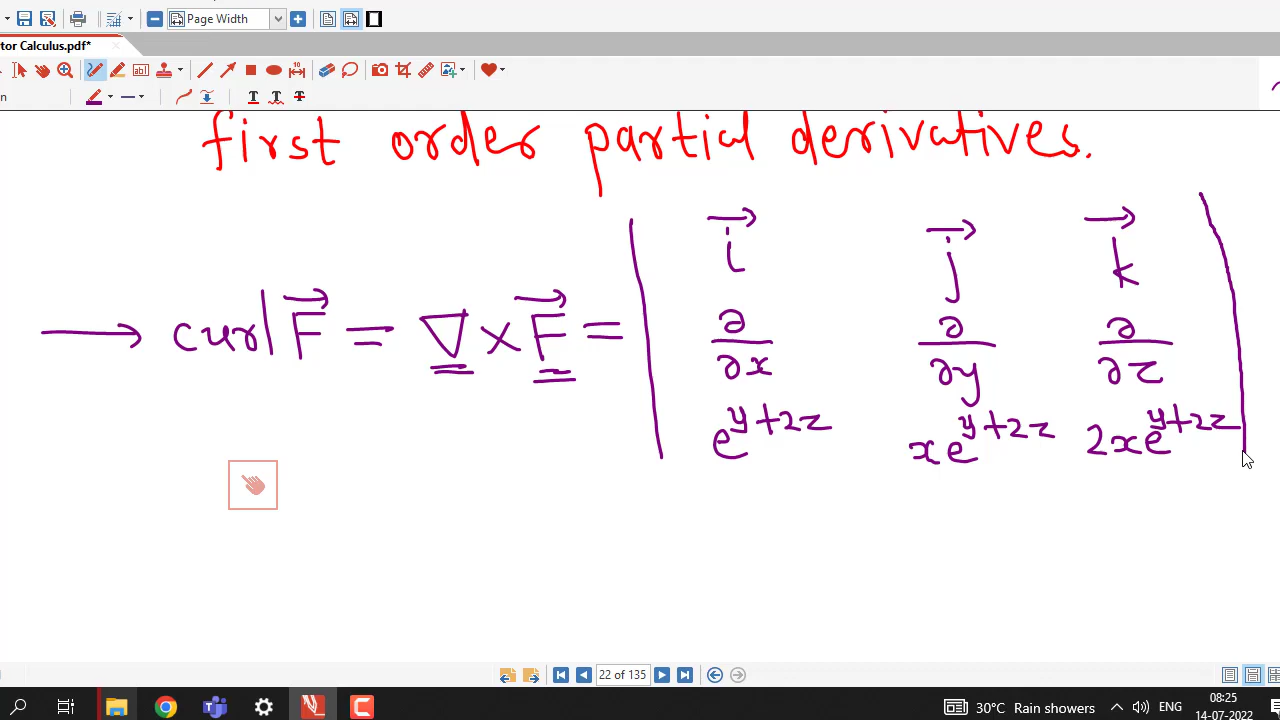 Page Width
tor Calculus.pdf*
first order partial derivatives.
→ curl F⃗ = ∇ × F⃗ = | i⃗ j⃗ k⃗ |
∂/∂x ∂/∂y ∂/∂z
e^{y+2z} xe^{y+2z} 2xe^{y+2z}
22 of 135
30°C Rain showers ENG 08:25
14-07-2022